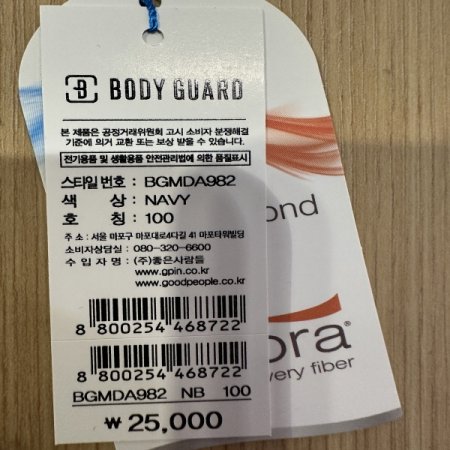 BODY GUARD
본 제품은 공정거래위원회 고시 소비자 분쟁해결
기준에 의거 교환 또는 보상 받을 수 있습니다.
전기용품 및 생활용품 안전관리법에 의한 품질표시
스타일번호 : BGMDA982
색 상 : NAVY
호 칭 : 100
주 소 : 서울 마포구 마포대로4다길 41 마포타워빌딩
소비자상담실 : 080-320-6600
수 입 자 명 : (주)좋은사람들
www.gpin.co.kr
www.goodpeople.co.kr
8 800254 468722
8 800254 468722
BGMDA982 NB 100
₩ 25,000
ond
ora®
very fiber